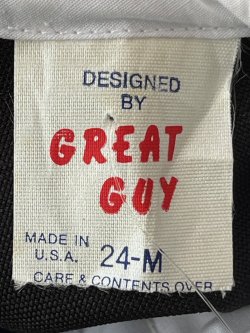 DESIGNED
BY
GREAT
GUY
MADE IN
U.S.A. 24-M
CARE & CONTENTS OVER